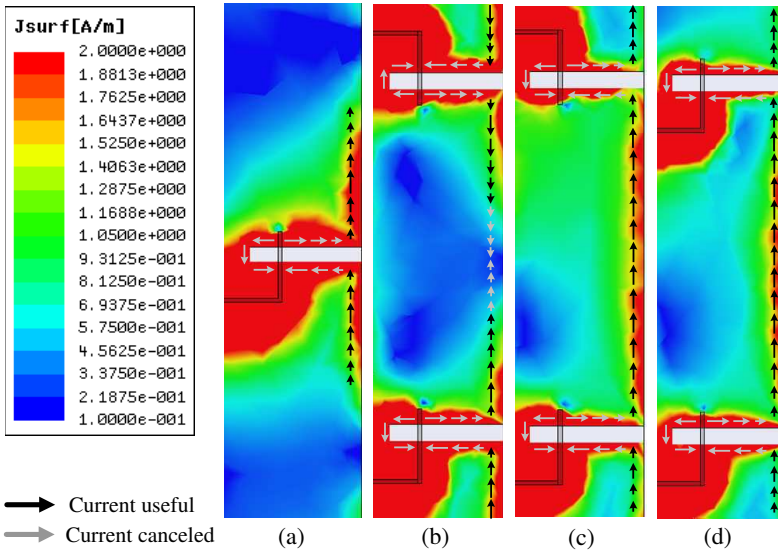 Jsurf[A/m]
2.0000e+000
1.8813e+000
1.7625e+000
1.6437e+000
1.5250e+000
1.4063e+000
1.2875e+000
1.1688e+000
1.0500e+000
9.3125e-001
8.1250e-001
6.9375e-001
5.7500e-001
4.5625e-001
3.3750e-001
2.1875e-001
1.0000e-001
Current useful
Current canceled
(a)
(b)
(c)
(d)